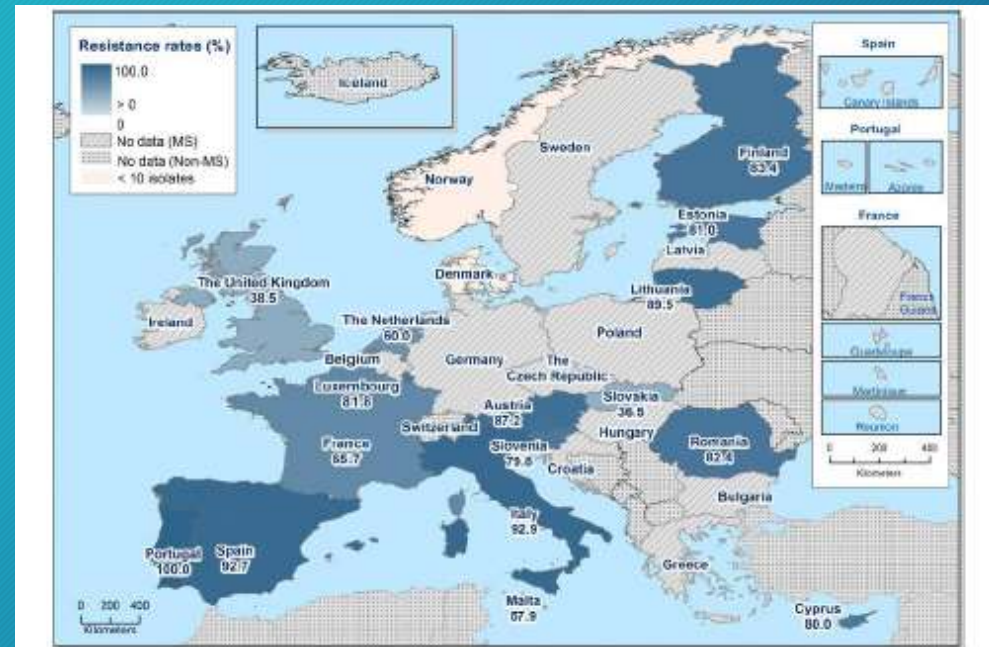 Resistance rates (%)
100.0
> 0
0
No data (MS)
No data (Non-MS)
< 10 isolates
Iceland
Spain
Canary Islands
Portugal
Madeira
Azores
France
French
Guiana
Guadeloupe
Martinique
Reunion
0 200 400
Kilometers
Sweden
Finland
83.4
Norway
Estonia
81.0
Latvia
Denmark
Lithuania
89.5
The United Kingdom
38.5
Ireland
The Netherlands
60.0
Poland
Belgium
Germany
The
Czech Republic
Luxembourg
81.8
Slovakia
36.5
Austria
87.2
Switzerland
Hungary
France
65.7
Slovenia
79.8
Romania
82.4
Croatia
Bulgaria
Italy
92.9
Portugal
100.0
Spain
92.7
Greece
Malta
57.9
Cyprus
80.0
0 200 400
Kilometers